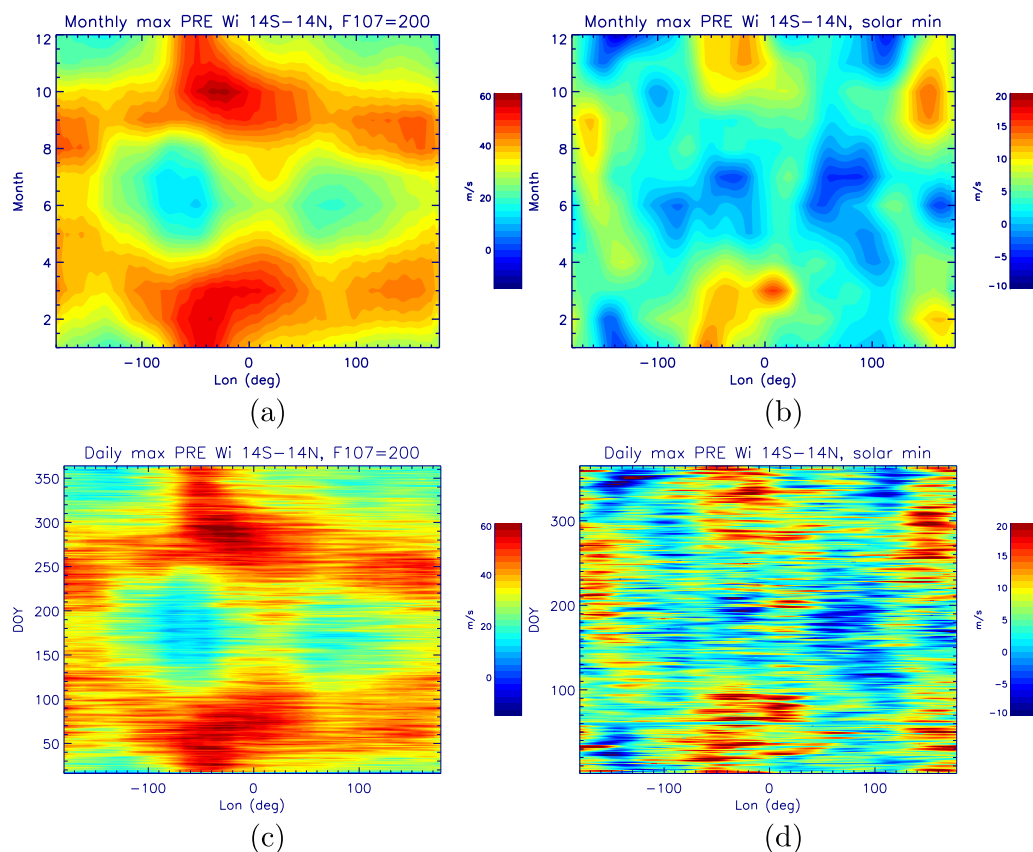 Monthly max PRE Wi 14S-14N, F107=200
12
10
8
6
4
2
Month
-100
0
100
Lon (deg)
60
40
20
0
m/s
(a)
Monthly max PRE Wi 14S-14N, solar min
12
10
8
6
4
2
Month
-100
0
100
Lon (deg)
20
15
10
5
0
-5
-10
m/s
(b)
Daily max PRE Wi 14S-14N, F107=200
350
300
250
200
150
100
50
DOY
-100
0
100
Lon (deg)
60
40
20
0
m/s
(c)
Daily max PRE Wi 14S-14N, solar min
300
200
100
DOY
-100
0
100
Lon (deg)
20
15
10
5
0
-5
-10
m/s
(d)